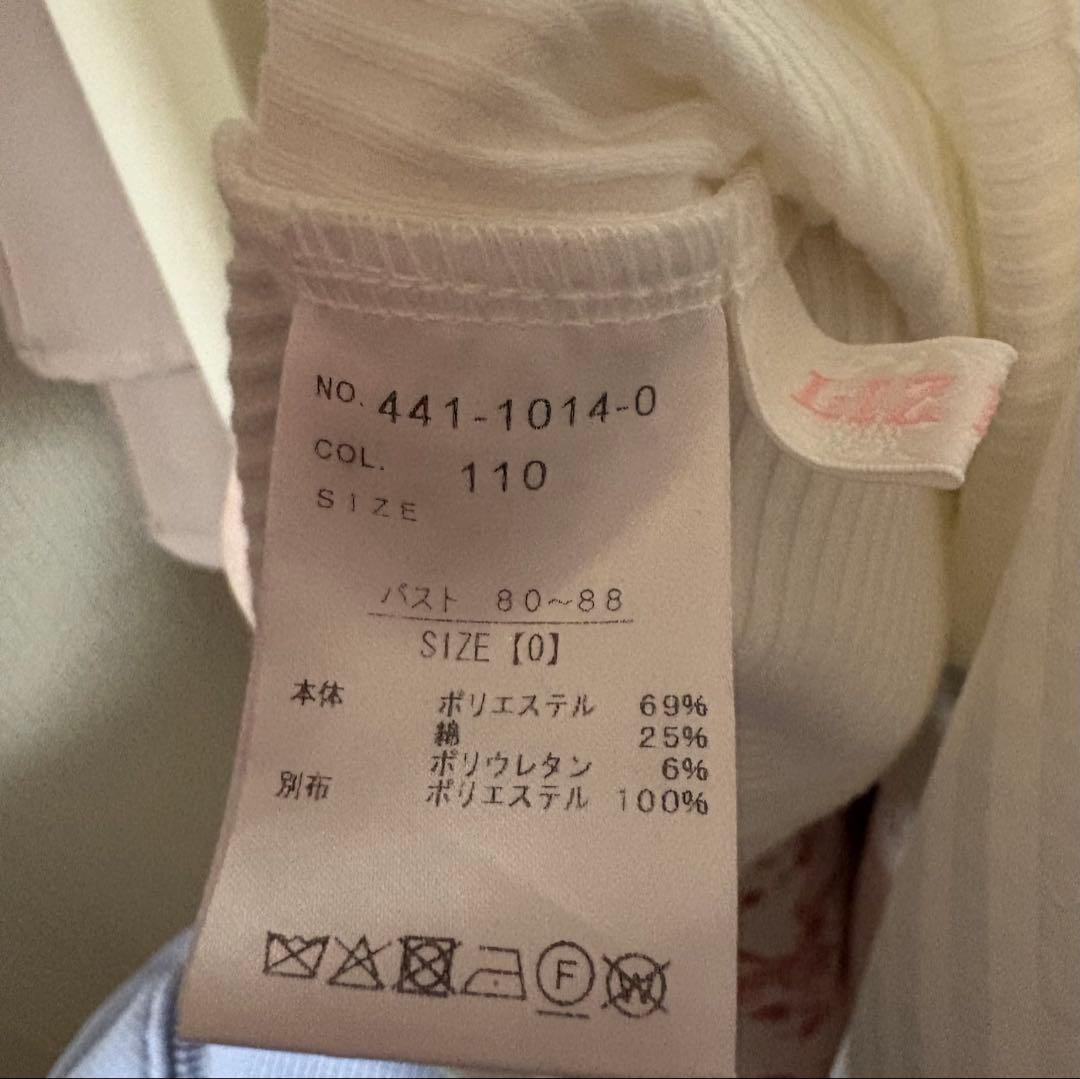 NO. 441-1014-0
COL. 110
SIZE
バスト 80～88
SIZE【0】
本体 ポリエステル 69%
綿 25%
ポリウレタン 6%
別布 ポリエステル 100%
F
W
LIZ